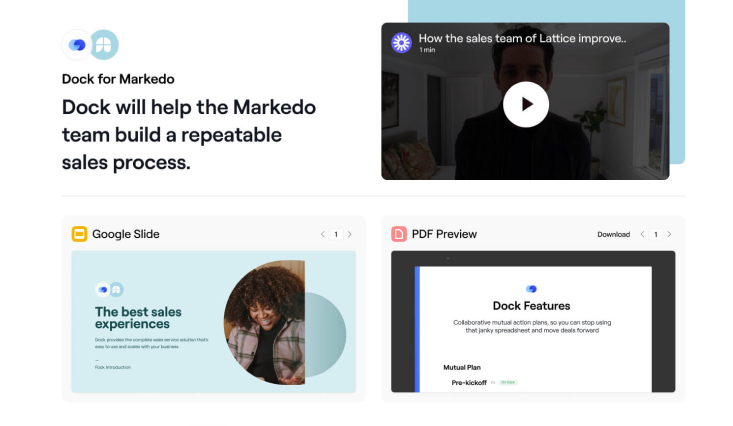 Dock for Markedo
Dock will help the Markedo
team build a repeatable
sales process.
How the sales team of Lattice improve..
1 min
Google Slide
1
The best sales
experiences
Dock provides the complete sales service solution that's
easy to use and scales with your business
Pack Introduction
PDF Preview
Download
1
Dock Features
Collaborative mutual action plans, so you can stop using
that janky spreadsheet and move deals forward
Mutual Plan
Pre-kickoff